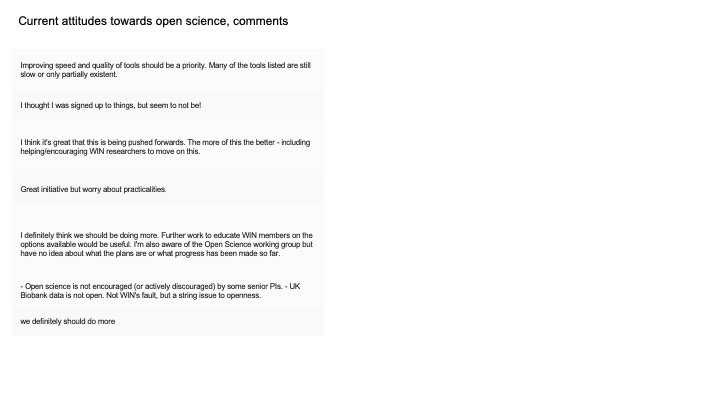 Current attitudes towards open science, comments
Improving speed and quality of tools should be a priority. Many of the tools listed are still
slow or only partially existent.
I thought I was signed up to things, but seem to not be!
I think it's great that this is being pushed forwards. The more of this the better - including
helping/encouraging WIN researchers to move on this.
Great initiative but worry about practicalities.
I definitely think we should be doing more. Further work to educate WIN members on the
options available would be useful. I'm also aware of the Open Science working group but
have no idea about what the plans are or what progress has been made so far.
- Open science is not encouraged (or actively discouraged) by some senior PIs. - UK
Biobank data is not open. Not WIN's fault, but a string issue to openness.
we definitely should do more